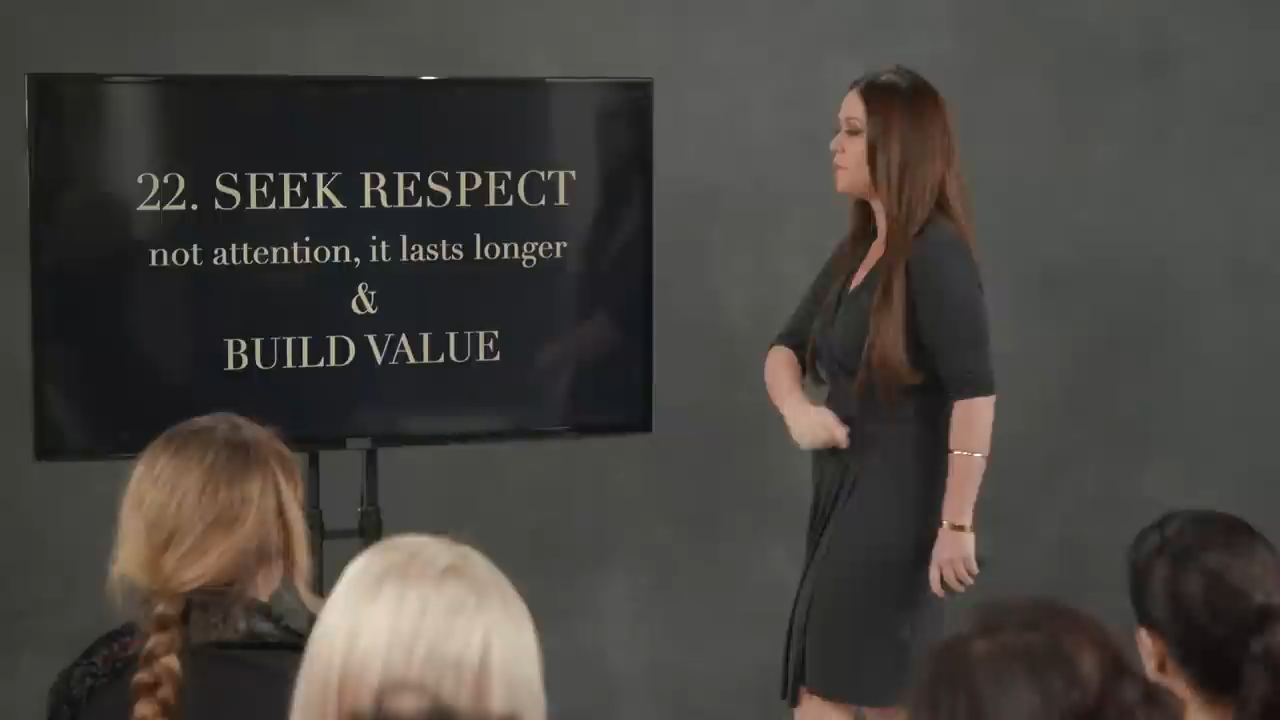 22. SEEK RESPECT
not attention, it lasts longer
&
BUILD VALUE